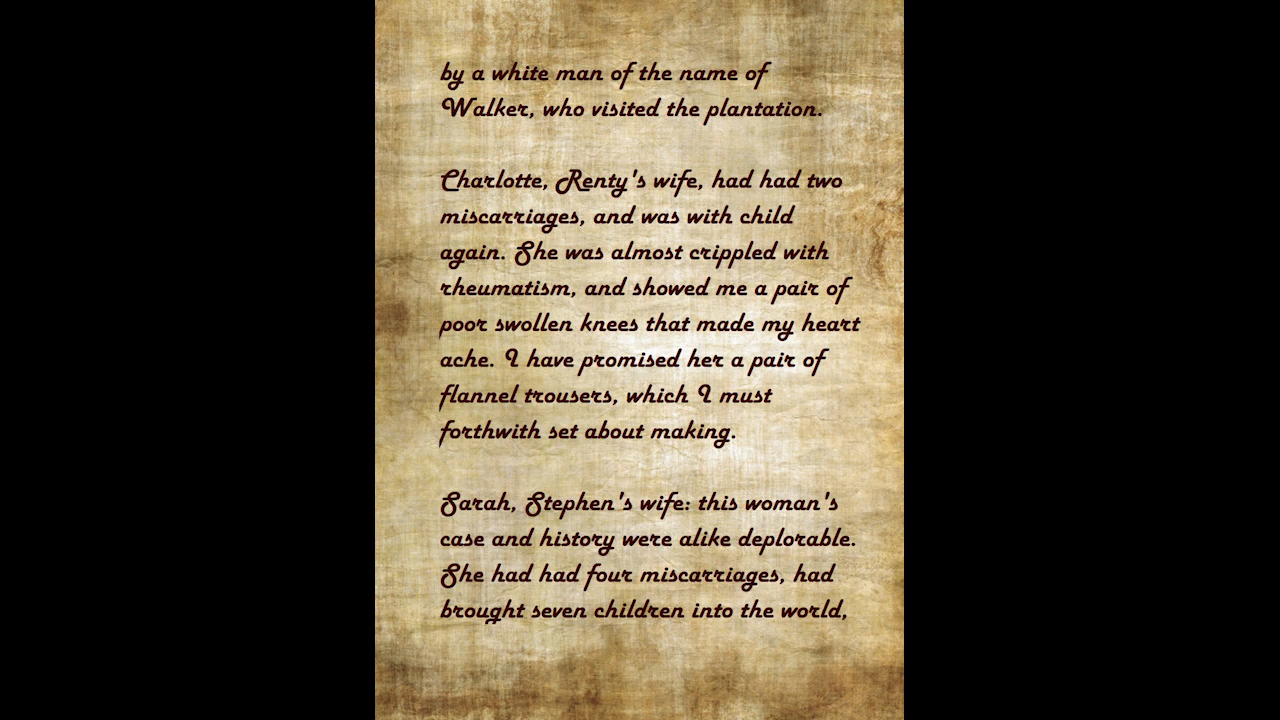 by a white man of the name of
Walker, who visited the plantation.
Charlotte, Renty's wife, had had two
miscarriages, and was with child
again. She was almost crippled with
rheumatism, and showed me a pair of
poor swollen knees that made my heart
ache. I have promised her a pair of
flannel trousers, which I must
forthwith set about making.
Sarah, Stephen's wife: this woman's
case and history were alike deplorable.
She had had four miscarriages, had
brought seven children into the world,